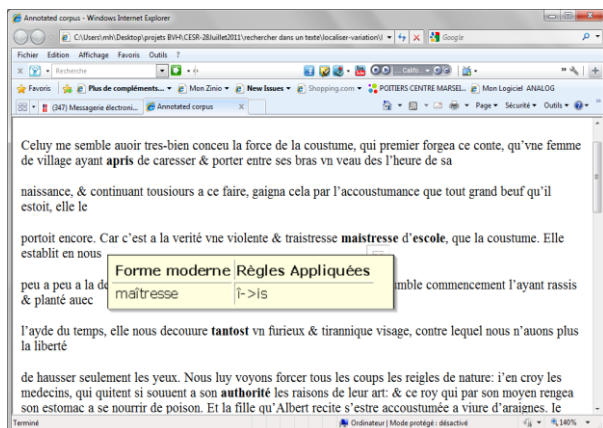 Annotated corpus - Windows Internet Explorer
C:\Users\mh\Desktop\projets BVH\CESR-28Juillet2011\rechercher dans un texte\localiser-variation\l
Google
Fichier Edition Affichage Favoris Outils ?
Recherche
Calific...
Favoris Plus de compléments... Mon Zinio New Issues Shopping.com POITIERS CENTRE MARSEL... Mon Logiciel ANALOG
(347) Messagerie électroni... Annotated corpus X Page Sécurité Outils
Celuy me semble auoir tres-bien conceu la force de la coustume, qui premier forgea ce conte, qu'vne femme
de village ayant apris de caresser & porter entre ses bras vn veau des l'heure de sa
naissance, & continuant tousiours a ce faire, gaigna cela par l'accoustumance que tout grand beuf qu'il
estoit, elle le
portoit encore. Car c'est a la verité vne violente & traistresse maistresse d'escole, que la coustume. Elle
establit en nous
Forme moderne Règles Appliquées
maîtresse î->is
peu a peu a la de mble commencement l'ayant rassis
& planté auec
l'ayde du temps, elle nous decouure tantost vn furieux & tirannique visage, contre lequel nous n'auons plus
la liberté
de hausser seulement les yeux. Nous luy voyons forcer tous les coups les reigles de nature: i'en croy les
medecins, qui quitent si souuent a son authorité les raisons de leur art: & ce roy qui par son moyen rengea
son estomac a se nourrir de poison. Et la fille qu'Albert recite s'estre accoustumée a viure d'araignes. le
Terminé Ordinateur | Mode protégé : désactivé 140%